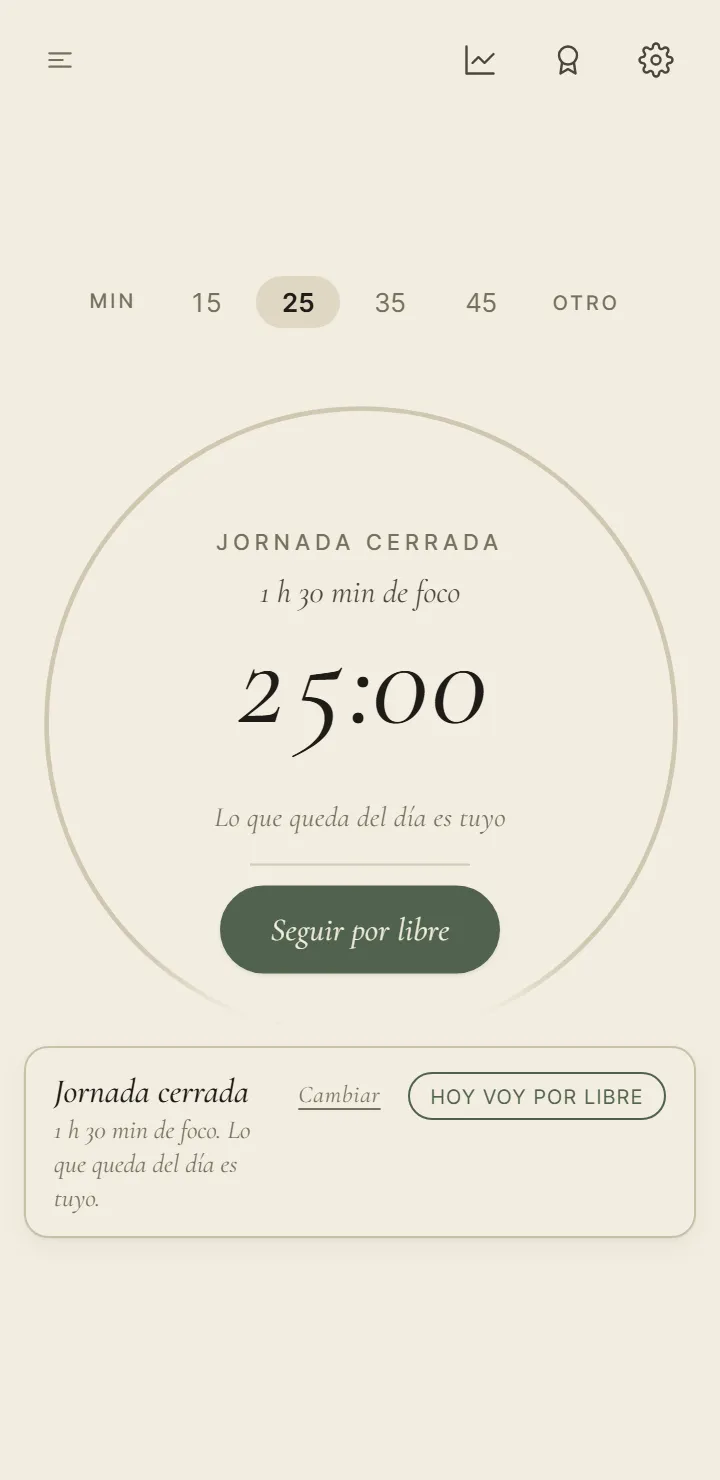 MIN 15 25 35 45 OTRO
JORNADA CERRADA
1 h 30 min de foco
25:00
Lo que queda del día es tuyo
Seguir por libre
Jornada cerrada
1 h 30 min de foco. Lo
que queda del día es
tuyo.
Cambiar
HOY VOY POR LIBRE